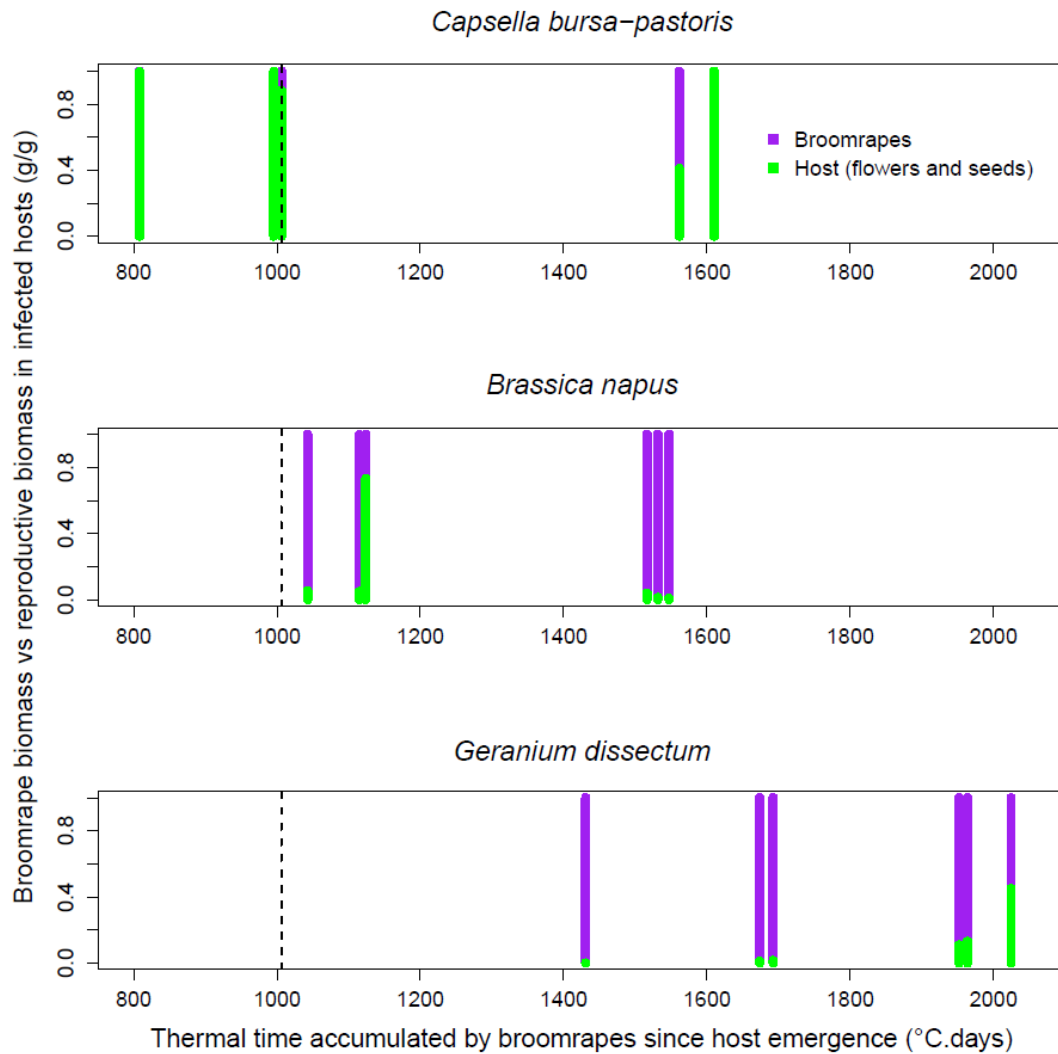 Capsella bursa−pastoris
0.0 0.4 0.8
Broomrapes
Host (flowers and seeds)
800 1000 1200 1400 1600 1800 2000
Brassica napus
0.0 0.4 0.8
800 1000 1200 1400 1600 1800 2000
Geranium dissectum
0.0 0.4 0.8
800 1000 1200 1400 1600 1800 2000
Broomrape biomass vs reproductive biomass in infected hosts (g/g)
Thermal time accumulated by broomrapes since host emergence (°C.days)